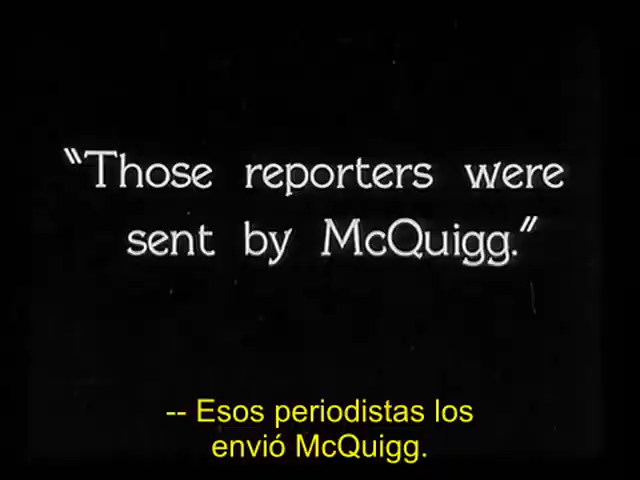 "Those reporters were
sent by McQuigg."
-- Esos periodistas los
envió McQuigg.